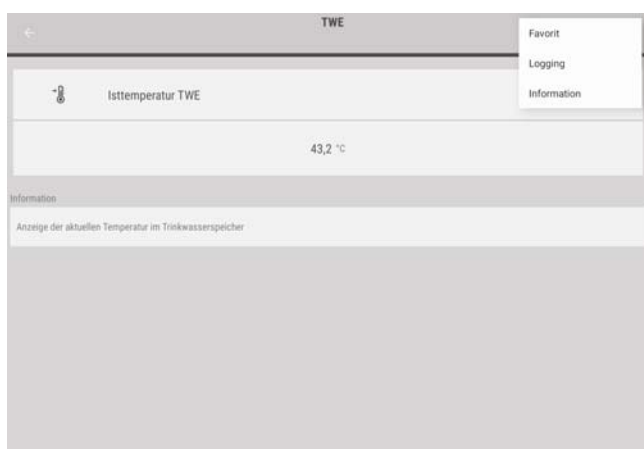 TWE
Favorit
Logging
Information
Isttemperatur TWE
43,2 °C
Information
Anzeige der aktuellen Temperatur im Trinkwasserspeicher